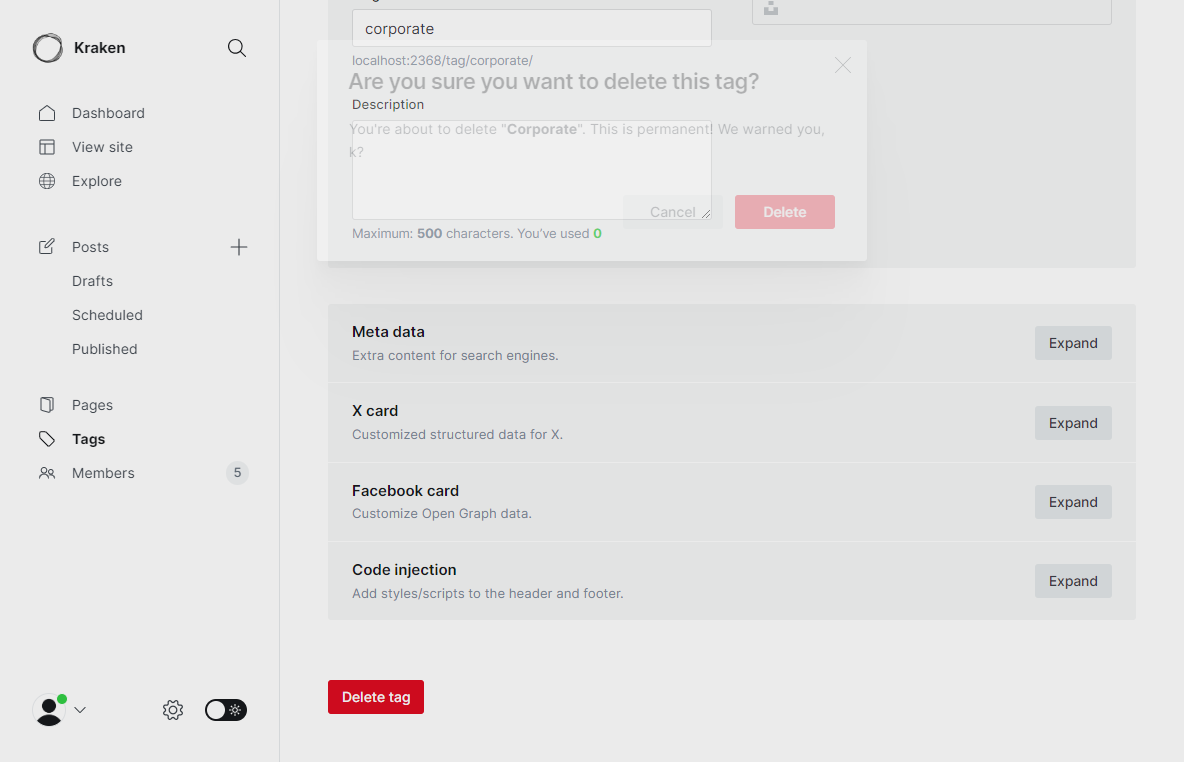 Kraken
Dashboard
View site
Explore
Posts
Drafts
Scheduled
Published
Pages
Tags
Members
5
corporate
localhost:2368/tag/corporate/
Are you sure you want to delete this tag?
Description
You're about to delete "Corporate". This is permanent! We warned you,
k?
Cancel
Delete
Maximum: 500 characters. You've used 0
Meta data
Extra content for search engines.
Expand
X card
Customized structured data for X.
Expand
Facebook card
Customize Open Graph data.
Expand
Code injection
Add styles/scripts to the header and footer.
Expand
Delete tag